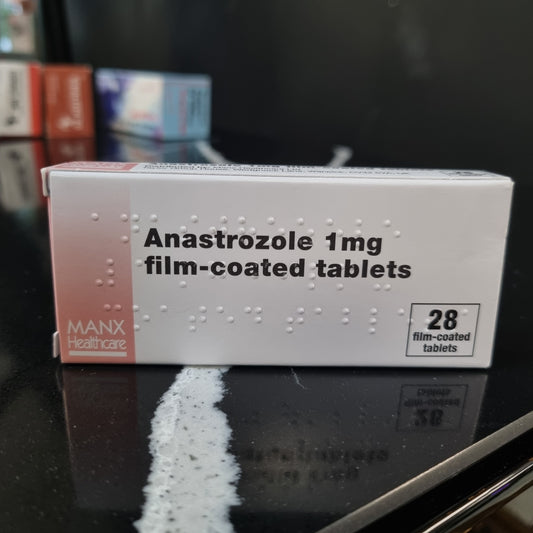 Anastrozole 1mg
film-coated tablets
MANX
Healthcare
28
film-coated
tablets